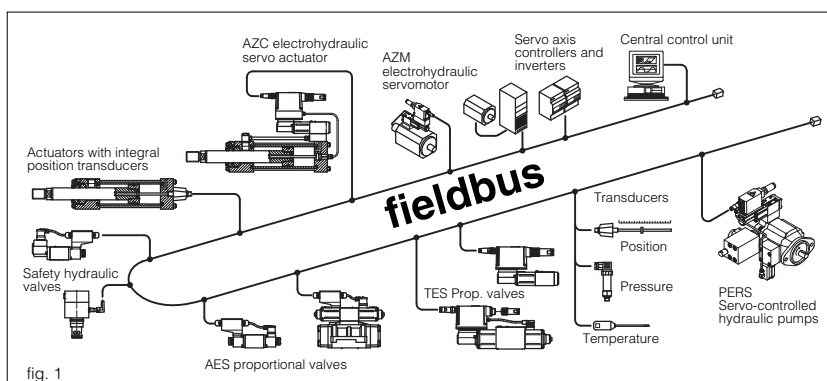 AZC electrohydraulic
servo actuator
AZM
electrohydraulic
servomotor
Servo axis
controllers and
inverters
Central control unit
Actuators with integral
position transducers
fieldbus
Transducers
Position
Pressure
Temperature
Safety hydraulic
valves
TES Prop. valves
PERS
Servo-controlled
hydraulic pumps
AES proportional valves
fig. 1